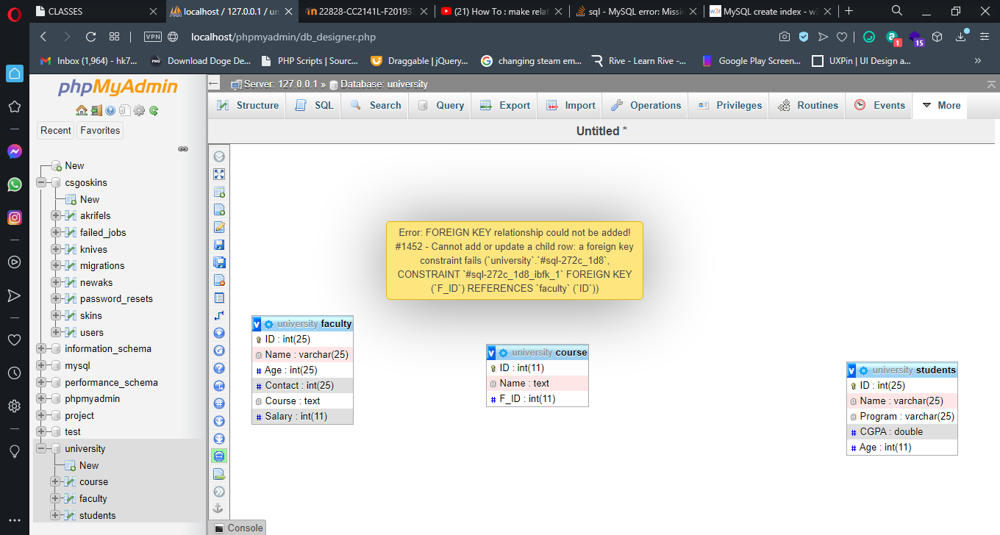 CLASSES
localhost / 127.0.0.1 / un
22828-CC2141L-F20193
(21) How To : make relat
sql - MySQL error: Missin
MySQL create index - w3
VPN
localhost/phpmyadmin/db_designer.php
1
15
Inbox (1,964) - hk7...
Download Doge De...
PHP Scripts | Sourc...
Draggable | jQuery...
changing steam em...
Rive - Learn Rive -...
Google Play Screen...
UXPin | UI Design a...
»
phpMyAdmin
Recent
Favorites
New
csgoskins
New
akrifels
failed_jobs
knives
migrations
newaks
password_resets
skins
users
information_schema
mysql
performance_schema
phpmyadmin
project
test
university
New
course
faculty
students
Server: 127.0.0.1 » Database: university
Structure
SQL
Search
Query
Export
Import
Operations
Privileges
Routines
Events
More
Untitled *
Error: FOREIGN KEY relationship could not be added!
#1452 - Cannot add or update a child row: a foreign key
constraint fails (`university`.`#sql-272c_1d8`,
CONSTRAINT `#sql-272c_1d8_ibfk_1` FOREIGN KEY
(`F_ID`) REFERENCES `faculty` (`ID`))
v university faculty
ID : int(25)
Name : varchar(25)
# Age : int(25)
# Contact : int(25)
Course : text
# Salary : int(11)
v university course
ID : int(11)
Name : text
# F_ID : int(11)
v university students
ID : int(25)
Name : varchar(25)
Program : varchar(25)
# CGPA : double
# Age : int(11)
Console